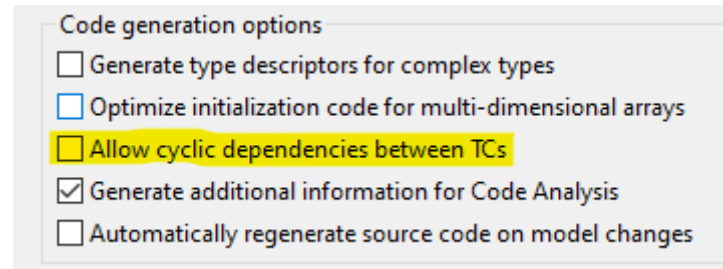 Code generation options
Generate type descriptors for complex types
Optimize initialization code for multi-dimensional arrays
Allow cyclic dependencies between TCs
Generate additional information for Code Analysis
Automatically regenerate source code on model changes